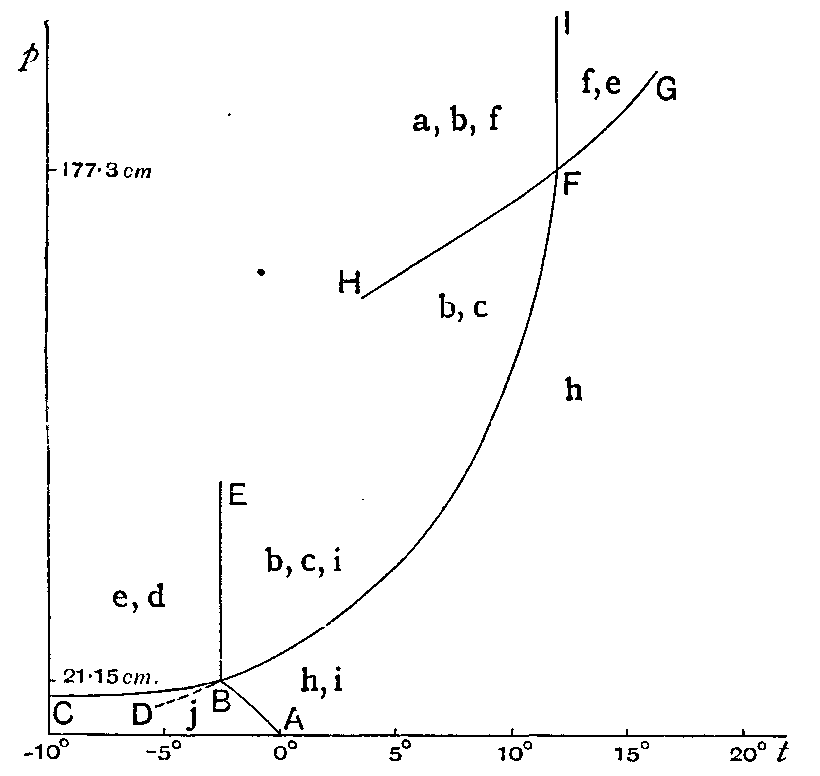 I
p
f, e
G
a, b, f
177·3 cm
F
H
b, c
h
E
b, c, i
e, d
21·15 cm.
h, i
C
D
j
B
A
-10° -5° 0° 5° 10° 15° 20° t